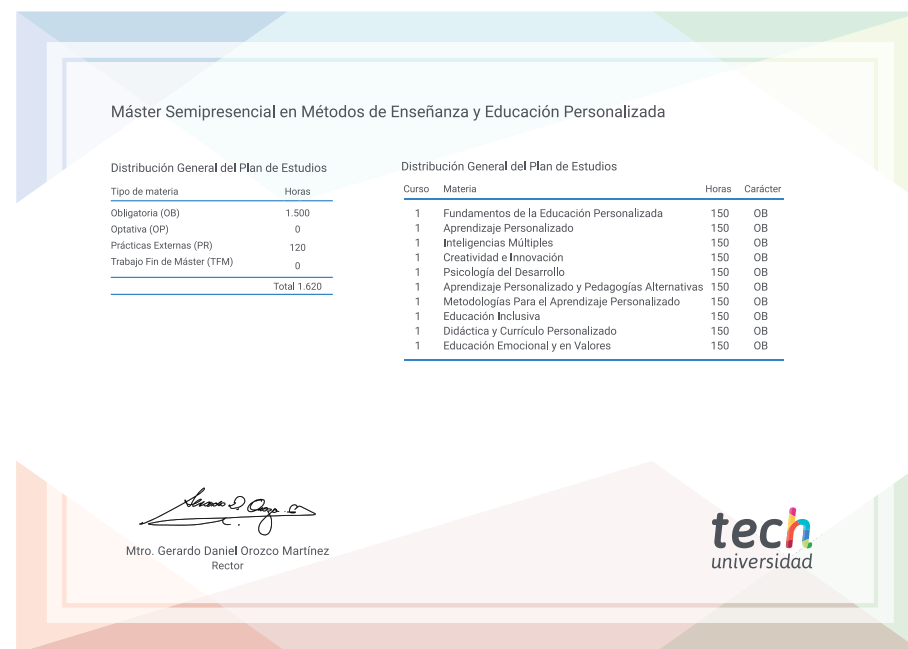 Máster Semipresencial en Métodos de Enseñanza y Educación Personalizada
Distribución General del Plan de Estudios
Tipo de materia Horas
Obligatoria (OB) 1.500
Optativa (OP) 0
Prácticas Externas (PR) 120
Trabajo Fin de Máster (TFM) 0
Total 1.620
Distribución General del Plan de Estudios
Curso Materia Horas Carácter
1 Fundamentos de la Educación Personalizada 150 OB
1 Aprendizaje Personalizado 150 OB
1 Inteligencias Múltiples 150 OB
1 Creatividad e Innovación 150 OB
1 Psicología del Desarrollo 150 OB
1 Aprendizaje Personalizado y Pedagogías Alternativas 150 OB
1 Metodologías Para el Aprendizaje Personalizado 150 OB
1 Educación Inclusiva 150 OB
1 Didáctica y Currículo Personalizado 150 OB
1 Educación Emocional y en Valores 150 OB
Mtro. Gerardo Daniel Orozco Martínez
Rector
tech
universidad